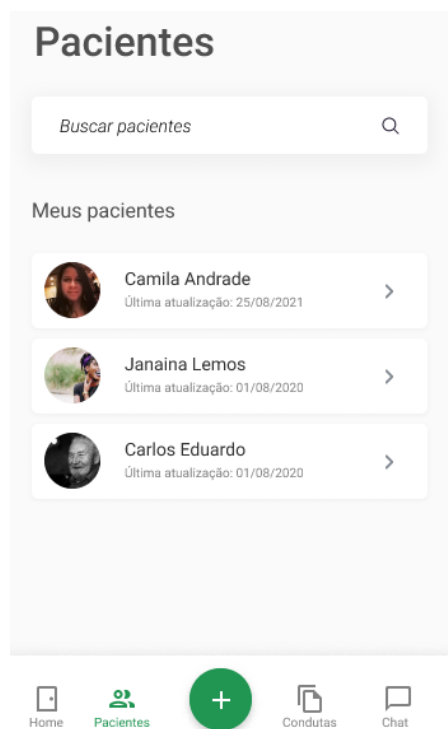 Pacientes
Buscar pacientes
Meus pacientes
Camila Andrade
Última atualização: 25/08/2021
Janaina Lemos
Última atualização: 01/08/2020
Carlos Eduardo
Última atualização: 01/08/2020
Home Pacientes + Condutas Chat